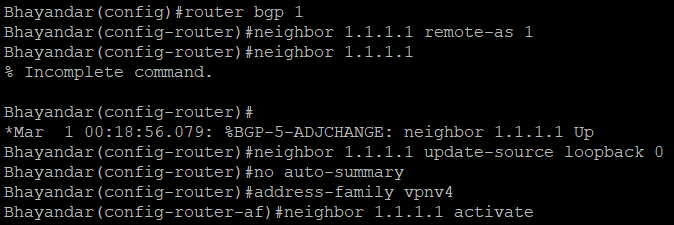 Bhayandar(config)#router bgp 1
Bhayandar(config-router)#neighbor 1.1.1.1 remote-as 1
Bhayandar(config-router)#neighbor 1.1.1.1
% Incomplete command.

Bhayandar(config-router)#
*Mar  1 00:18:56.079: %BGP-5-ADJCHANGE: neighbor 1.1.1.1 Up
Bhayandar(config-router)#neighbor 1.1.1.1 update-source loopback 0
Bhayandar(config-router)#no auto-summary
Bhayandar(config-router)#address-family vpnv4
Bhayandar(config-router-af)#neighbor 1.1.1.1 activate